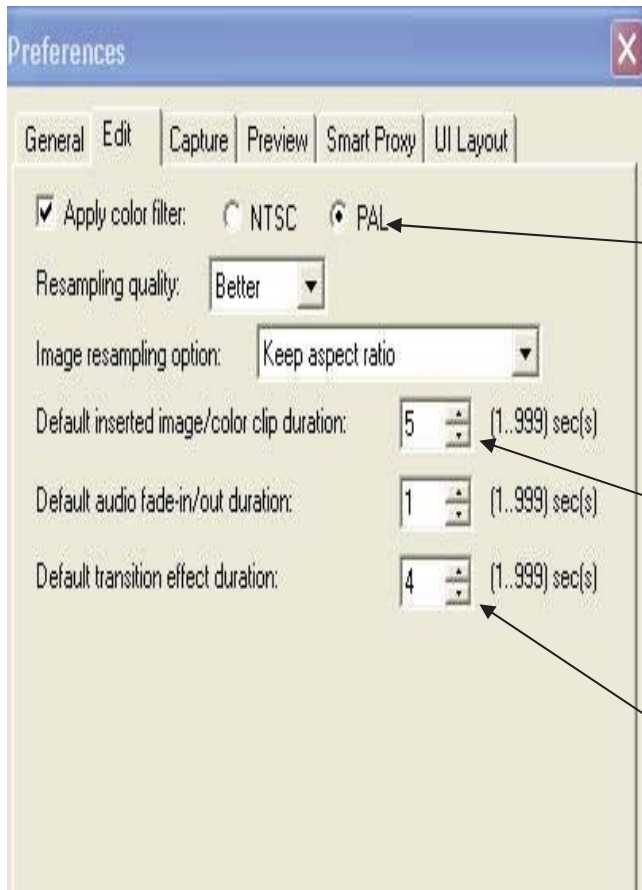 Preferences
General Edit Capture Preview Smart Proxy UI Layout
Apply color filter: NTSC PAL
Resampling quality: Better
Image resampling option: Keep aspect ratio
Default inserted image/color clip duration: 5 (1..999) sec(s)
Default audio fade-in/out duration: 1 (1..999) sec(s)
Default transition effect duration: 4 (1..999) sec(s)